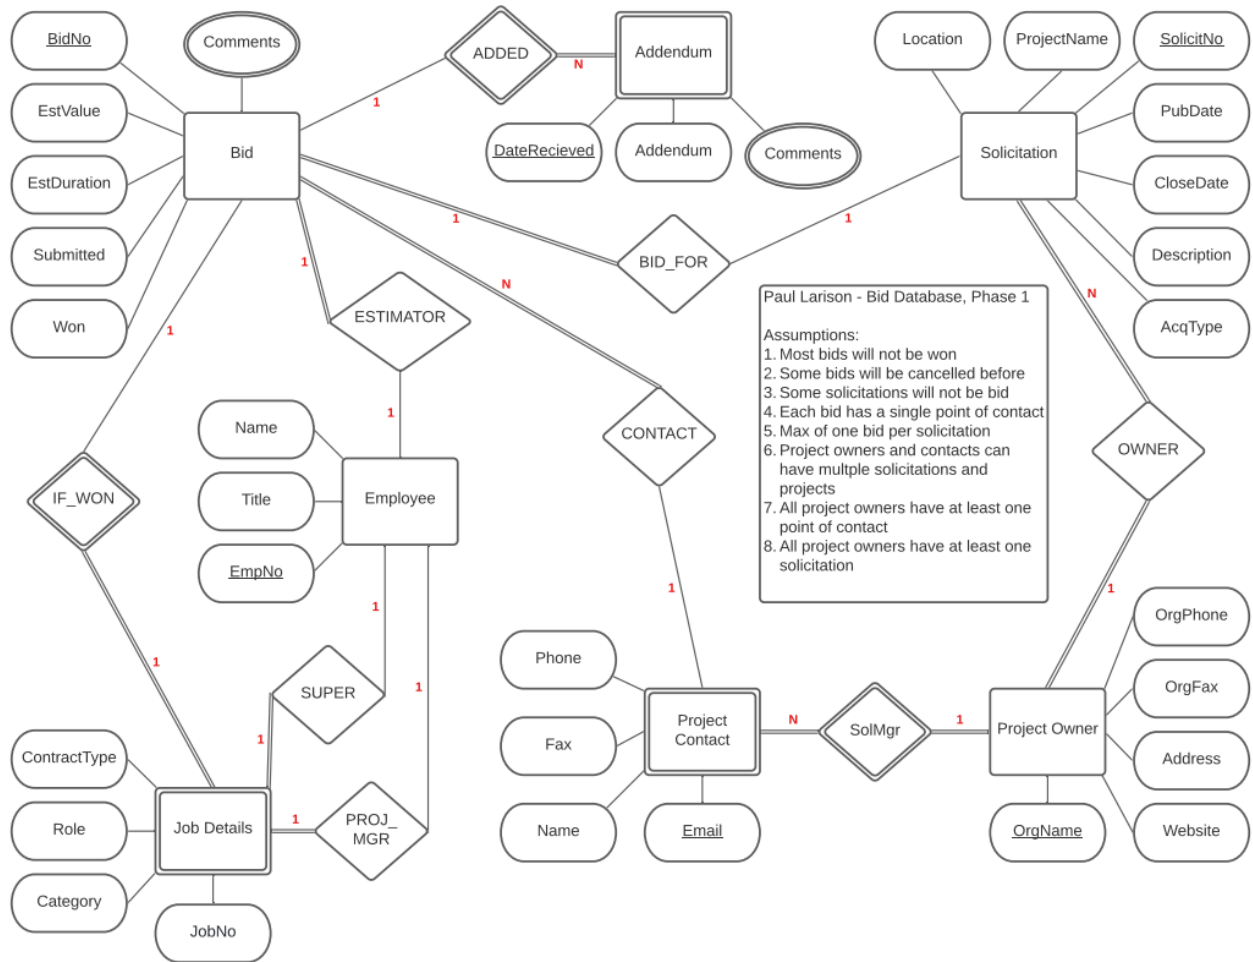 BidNo
Comments
ADDED
N
Addendum
Location
ProjectName
SolicitNo
1
EstValue
Bid
EstDuration
Submitted
Won
DateRecieved
Addendum
Comments
Solicitation
PubDate
CloseDate
Description
AcqType
1
1
BID_FOR
1
ESTIMATOR
N
N
1
1
Paul Larison - Bid Database, Phase 1
Assumptions:
1. Most bids will not be won
2. Some bids will be cancelled before
3. Some solicitations will not be bid
4. Each bid has a single point of contact
5. Max of one bid per solicitation
6. Project owners and contacts can
have multple solicitations and
projects
7. All project owners have at least one
point of contact
8. All project owners have at least one
solicitation
Name
Title
EmpNo
Employee
CONTACT
OWNER
IF_WON
1
1
1
1
SUPER
1
1
1
Phone
Fax
Name
Email
Project
Contact
N
SolMgr
1
Project Owner
OrgPhone
OrgFax
Address
Website
OrgName
ContractType
Role
Category
JobNo
Job Details
1
PROJ_
MGR